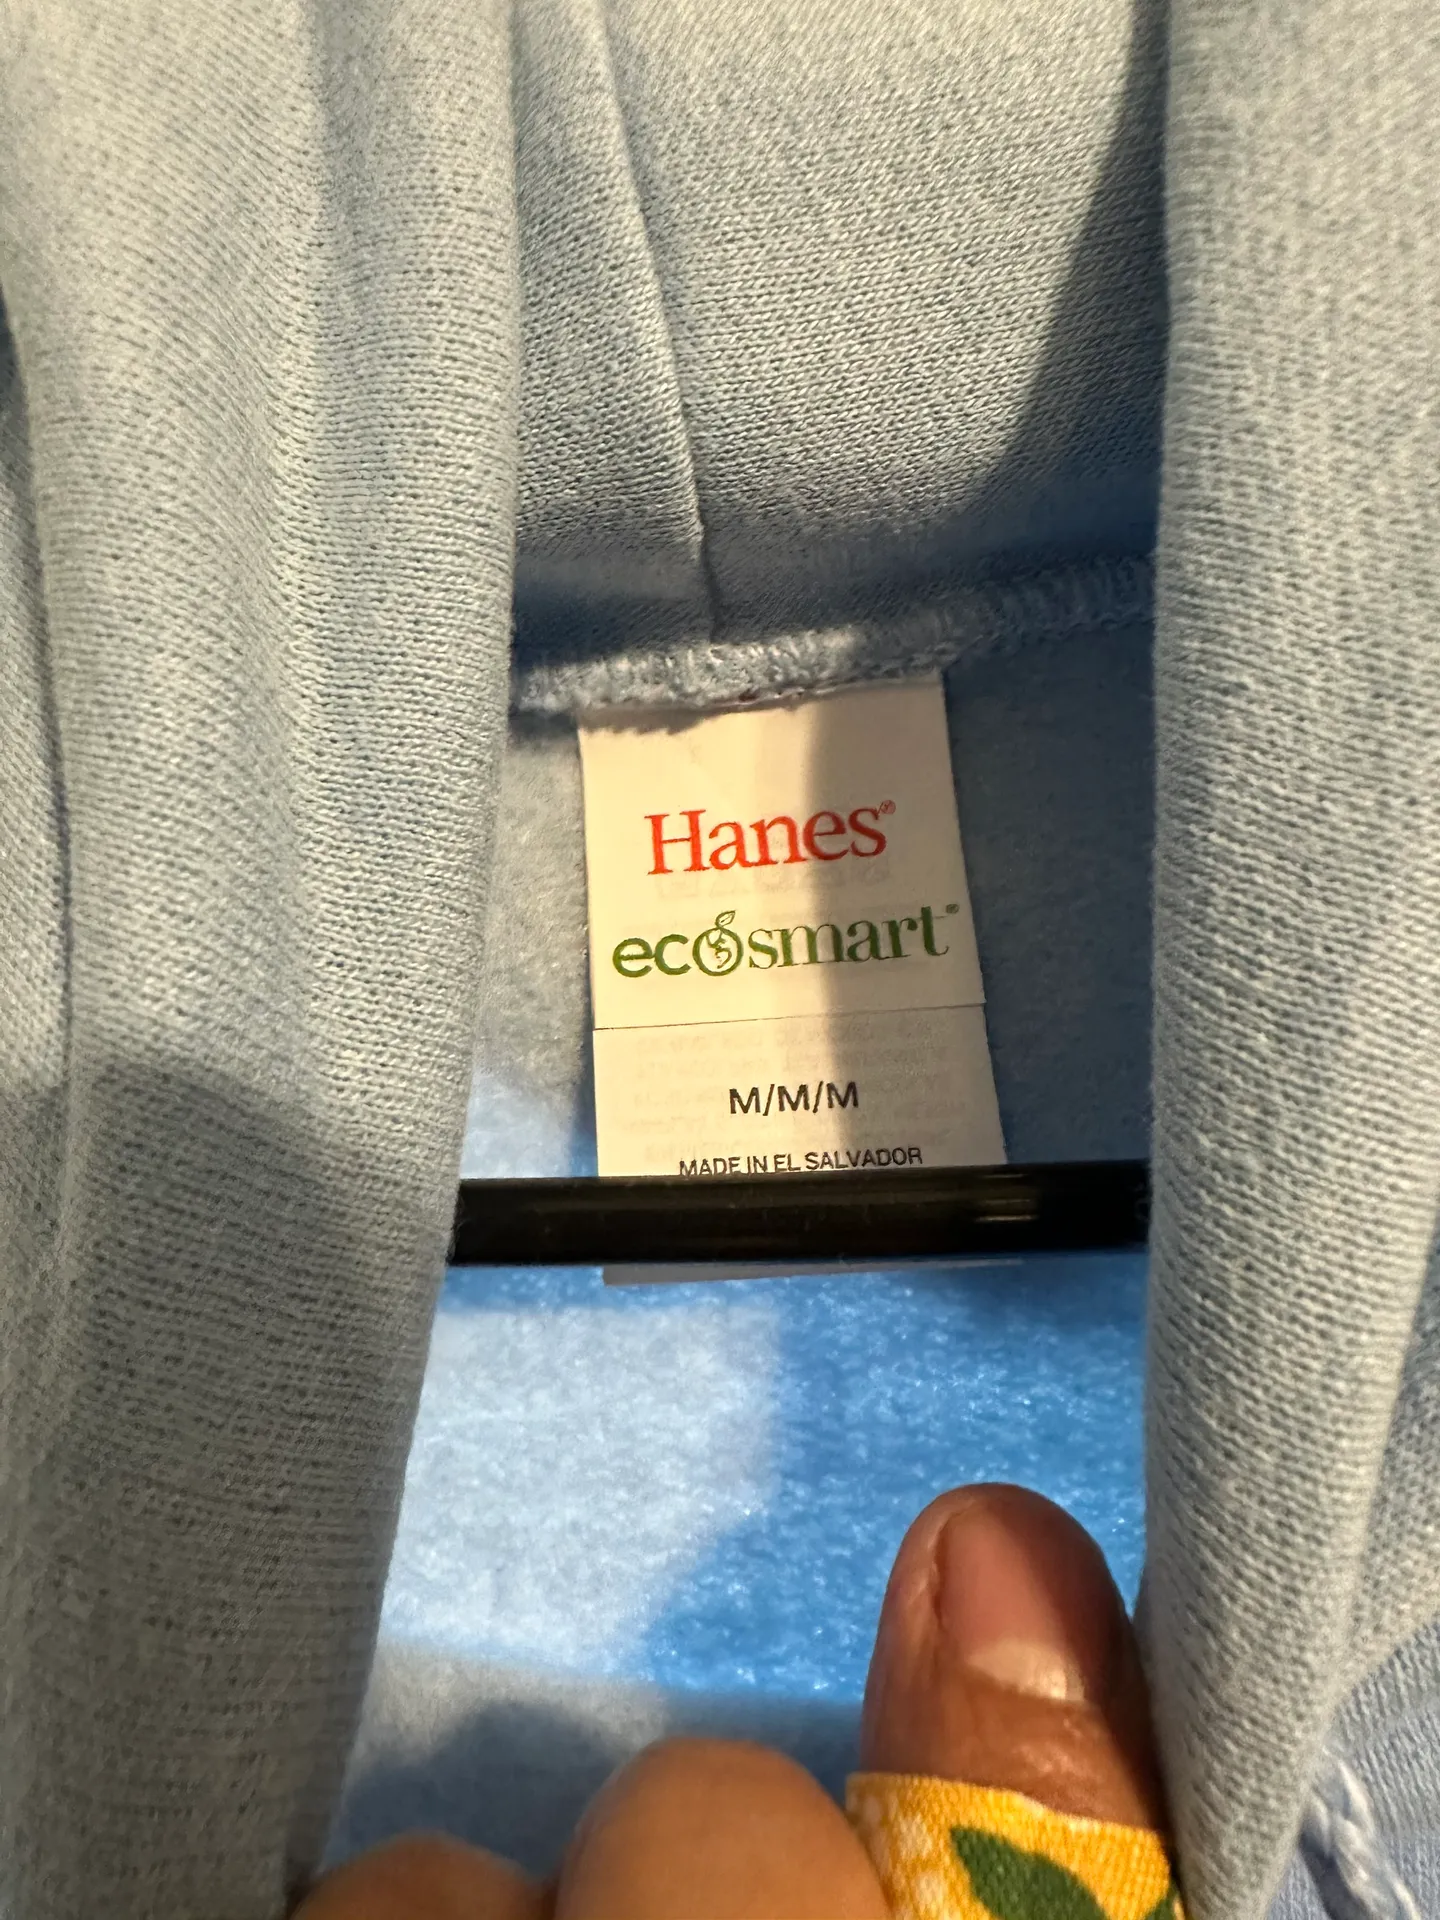 Hanes®
ecosmart®
M/M/M
MADE IN EL SALVADOR